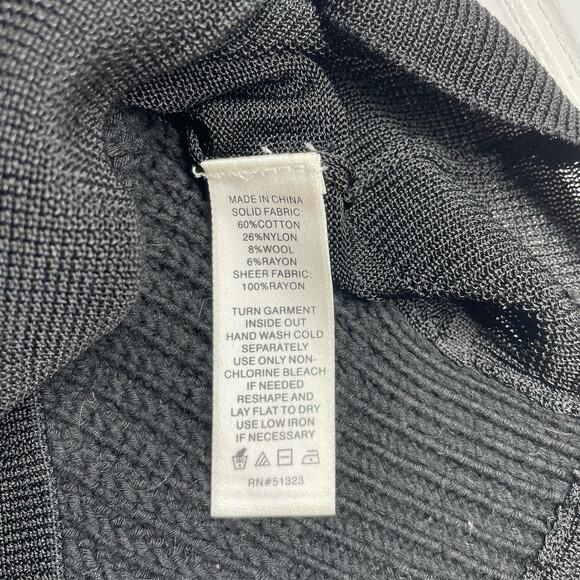 MADE IN CHINA
SOLID FABRIC:
60%COTTON
26%NYLON
8%WOOL
6%RAYON
SHEER FABRIC:
100%RAYON
TURN GARMENT
INSIDE OUT
HAND WASH COLD
SEPARATELY
USE ONLY NON-
CHLORINE BLEACH
IF NEEDED
RESHAPE AND
LAY FLAT TO DRY
USE LOW IRON
IF NECESSARY
RN#51323